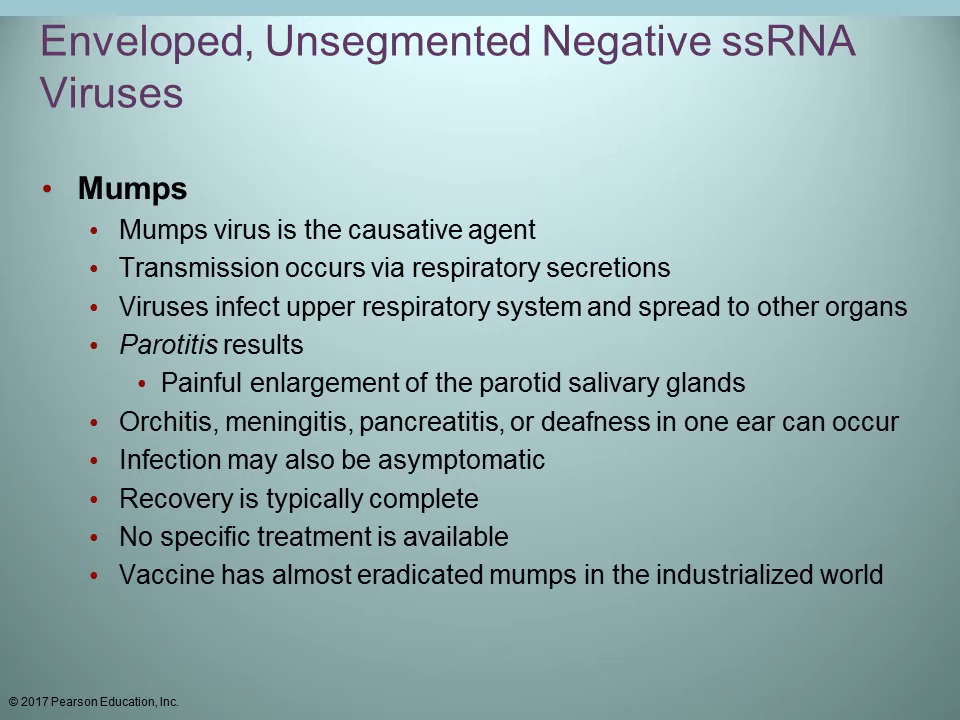 Enveloped, Unsegmented Negative ssRNA
Viruses
• Mumps
• Mumps virus is the causative agent
• Transmission occurs via respiratory secretions
• Viruses infect upper respiratory system and spread to other organs
• Parotitis results
• Painful enlargement of the parotid salivary glands
• Orchitis, meningitis, pancreatitis, or deafness in one ear can occur
• Infection may also be asymptomatic
• Recovery is typically complete
• No specific treatment is available
• Vaccine has almost eradicated mumps in the industrialized world
© 2017 Pearson Education, Inc.